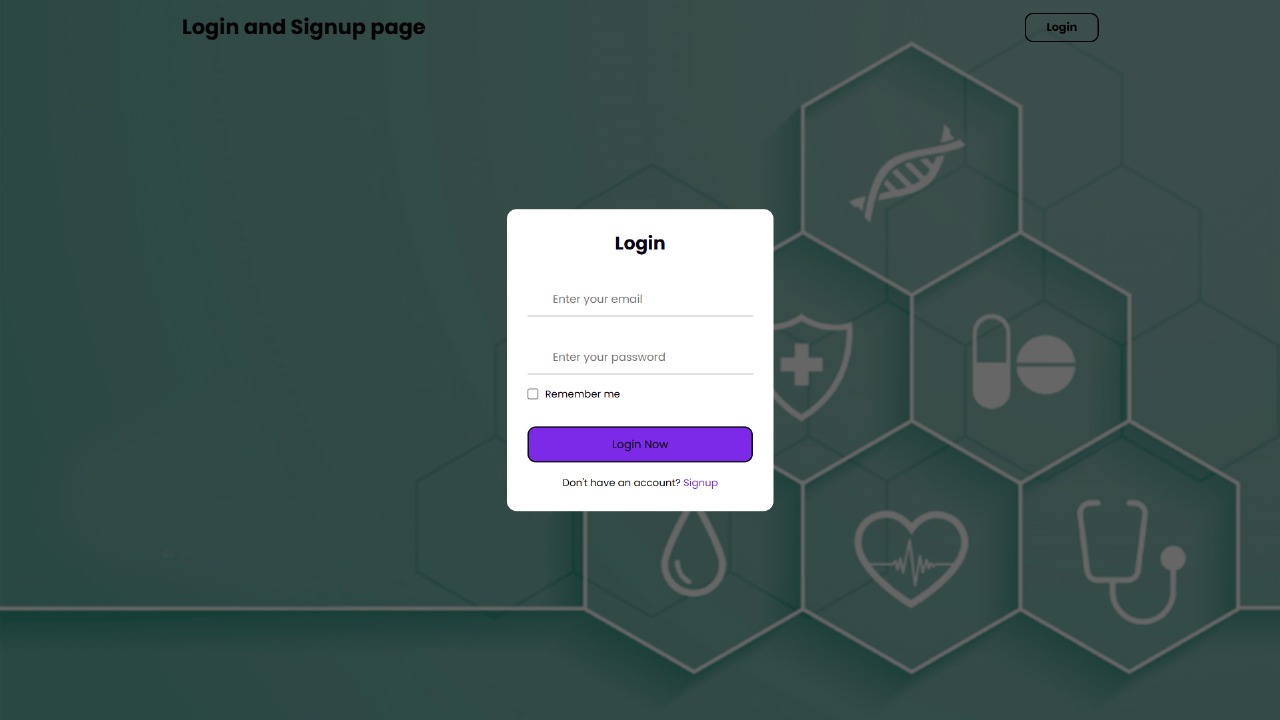 Login and Signup page
Login
Login
Enter your email
Enter your password
Remember me
Login Now
Don't have an account? Signup